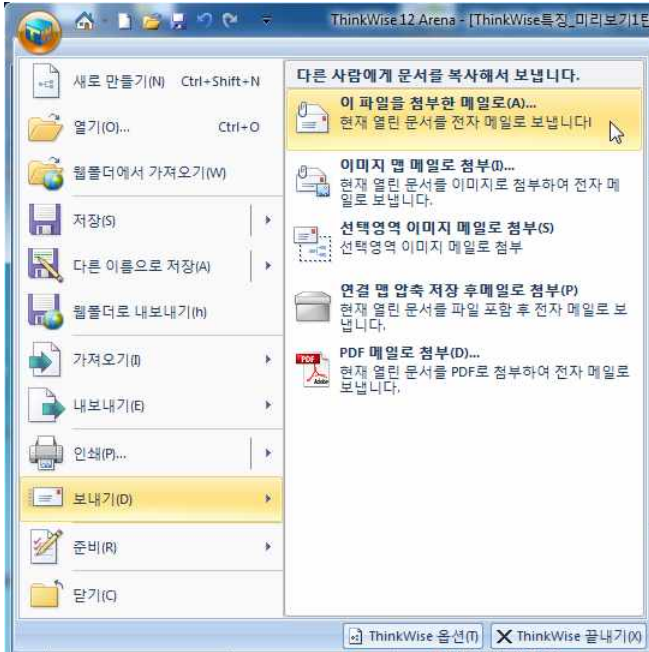 ThinkWise 12 Arena - [ThinkWise특징_미리보기1탄
새로 만들기(N) Ctrl+Shift+N
열기(O)... Ctrl+O
웹폴더에서 가져오기(W)
저장(S)
다른 이름으로 저장(A)
웹폴더로 내보내기(h)
가져오기(I)
내보내기(E)
인쇄(P)...
보내기(D)
준비(R)
닫기(C)
다른 사람에게 문서를 복사해서 보냅니다.
이 파일을 첨부한 메일로(A)...
현재 열린 문서를 전자 메일로 보냅니다!
이미지 맵 메일로 첨부(I)...
현재 열린 문서를 이미지로 첨부하여 전자 메
일로 보냅니다.
선택영역 이미지 메일로 첨부(S)
선택영역 이미지 메일로 첨부
연결 맵 압축 저장 후메일로 첨부(P)
현재 열린 문서를 파일 포함 후 전자 메일로 보
냅니다.
PDF 메일로 첨부(D)...
현재 열린 문서를 PDF로 첨부하여 전자 메일로
보냅니다.
PDF
Adobe
ThinkWise 옵션(T) ThinkWise 끝내기(X)